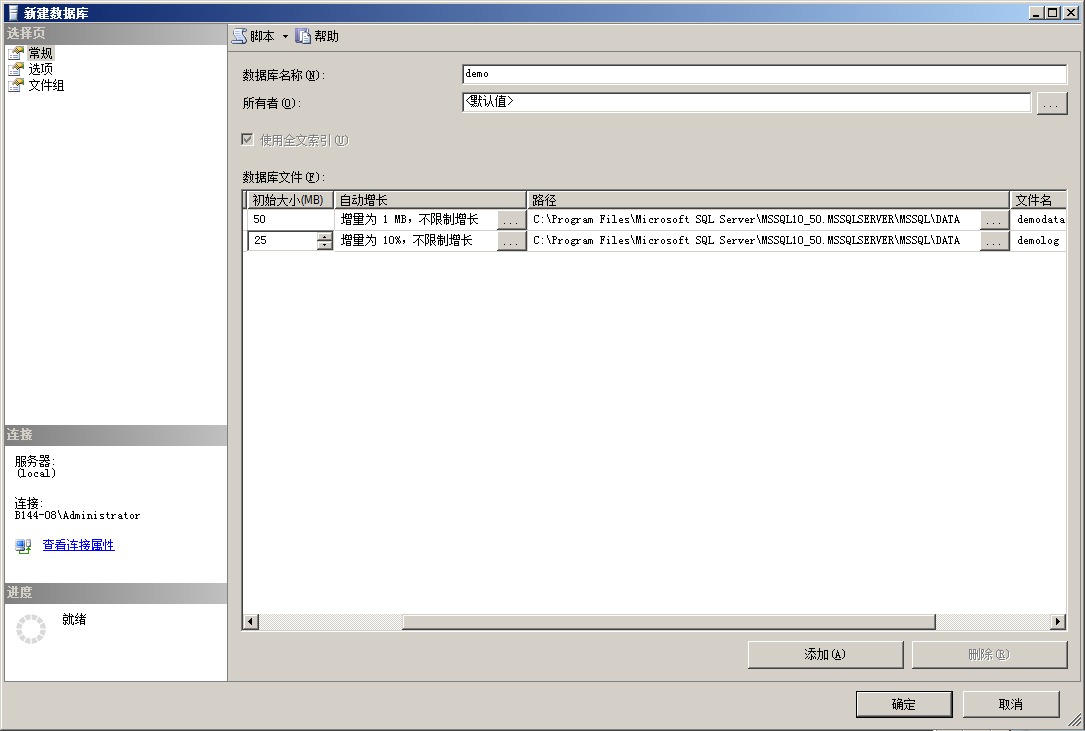 新建数据库
选择页
常规
选项
文件组
脚本 帮助
数据库名称(N):
demo
所有者(O):
<默认值>
...
使用全文索引(U)
数据库文件(F):
初始大小(MB) 自动增长 路径 文件名
50 增量为 1 MB，不限制增长 ... C:\Program Files\Microsoft SQL Server\MSSQL10_50.MSSQLSERVER\MSSQL\DATA ... demodata
25 增量为 10%，不限制增长 ... C:\Program Files\Microsoft SQL Server\MSSQL10_50.MSSQLSERVER\MSSQL\DATA ... demolog
连接
服务器:
(local)
连接:
B144-08\Administrator
查看连接属性
进度
就绪
添加(A) 删除(R)
确定 取消